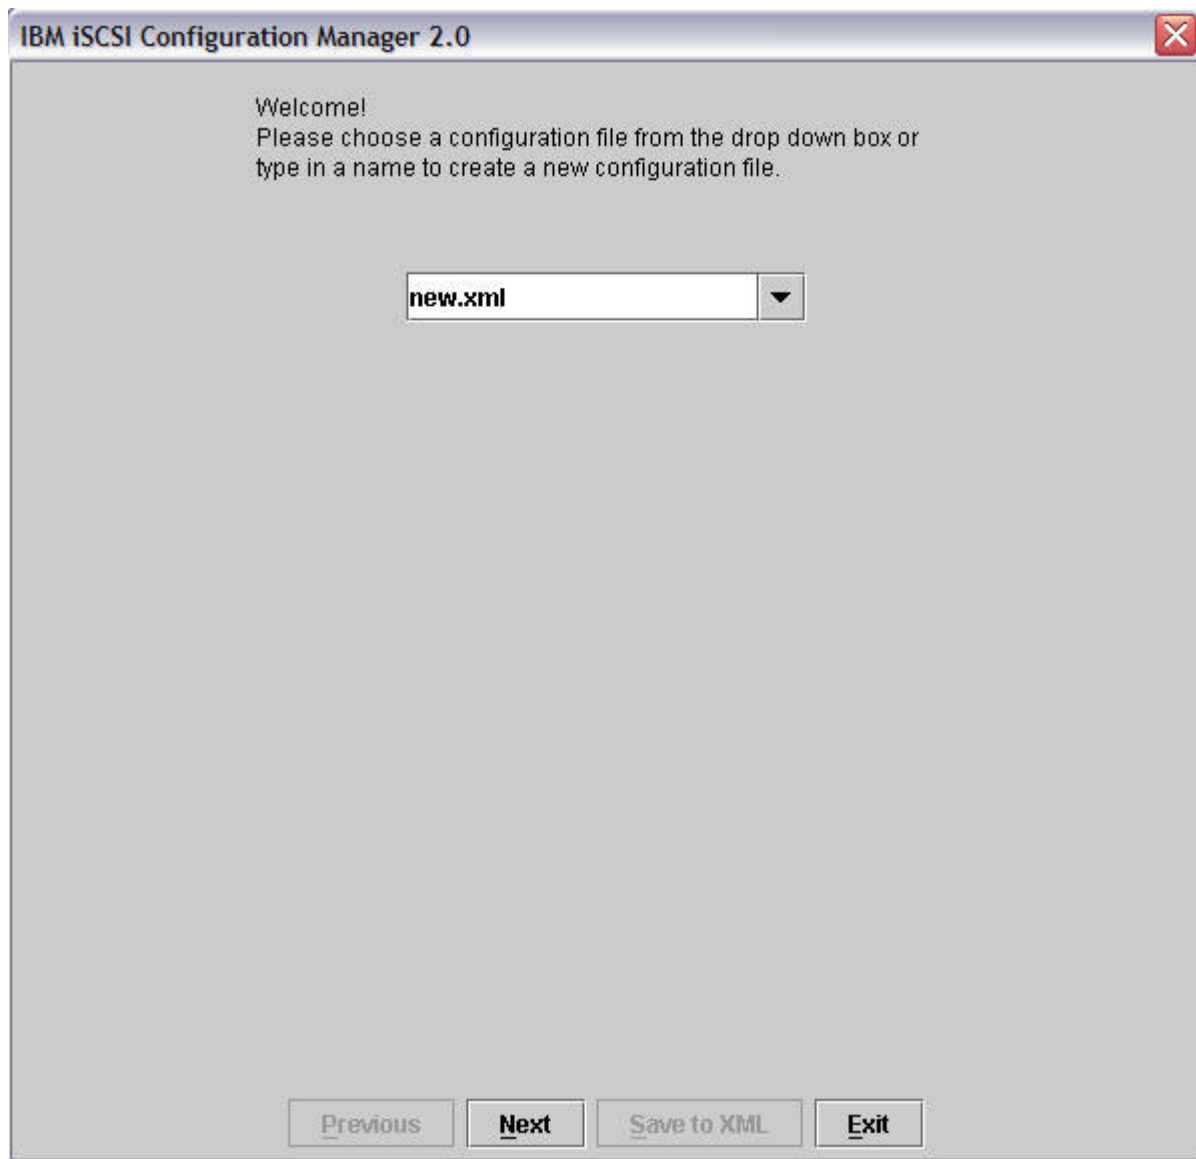 IBM iSCSI Configuration Manager 2.0
Welcome!
Please choose a configuration file from the drop down box or
type in a name to create a new configuration file.
new.xml
Previous Next Save to XML Exit